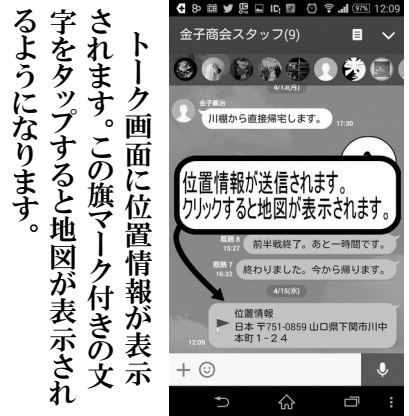 トーク画面に位置情報が表示
されます。この旗マーク付きの文
字をタップすると地図が表示され
るようになります。
97% 12:09
金子商会スタッフ(9)
4/13(月)
金子義治
川棚から直接帰宅します。
17:30
位置情報が送信されます。
クリックすると地図が表示されます。
既読 8
15:27
前半戦終了。あと一時間です。
既読 7
16:32
終わりました。今から帰ります。
4/15(水)
位置情報
日本 〒751-0859 山口県下関市川中
本町1-24
12:09